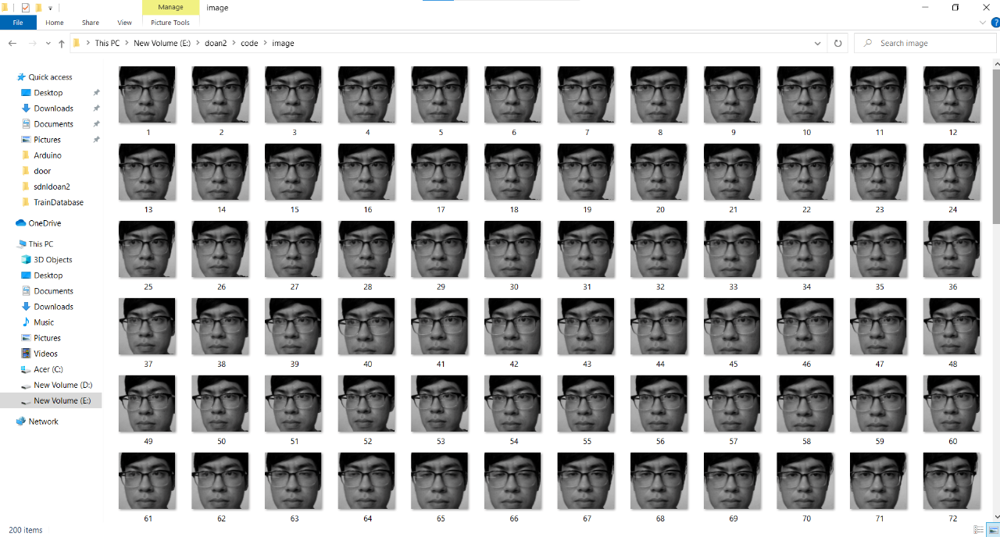 Manage
image
File
Home
Share
View
Picture Tools
This PC
New Volume (E:)
doan2
code
image
Search image
Quick access
Desktop
Downloads
Documents
Pictures
Arduino
door
sdnldoan2
TrainDatabase
OneDrive
This PC
3D Objects
Desktop
Documents
Downloads
Music
Pictures
Videos
Acer (C:)
New Volume (D:)
New Volume (E:)
Network
1 2 3 4 5 6 7 8 9 10 11 12
13 14 15 16 17 18 19 20 21 22 23 24
25 26 27 28 29 30 31 32 33 34 35 36
37 38 39 40 41 42 43 44 45 46 47 48
49 50 51 52 53 54 55 56 57 58 59 60
61 62 63 64 65 66 67 68 69 70 71 72
200 items